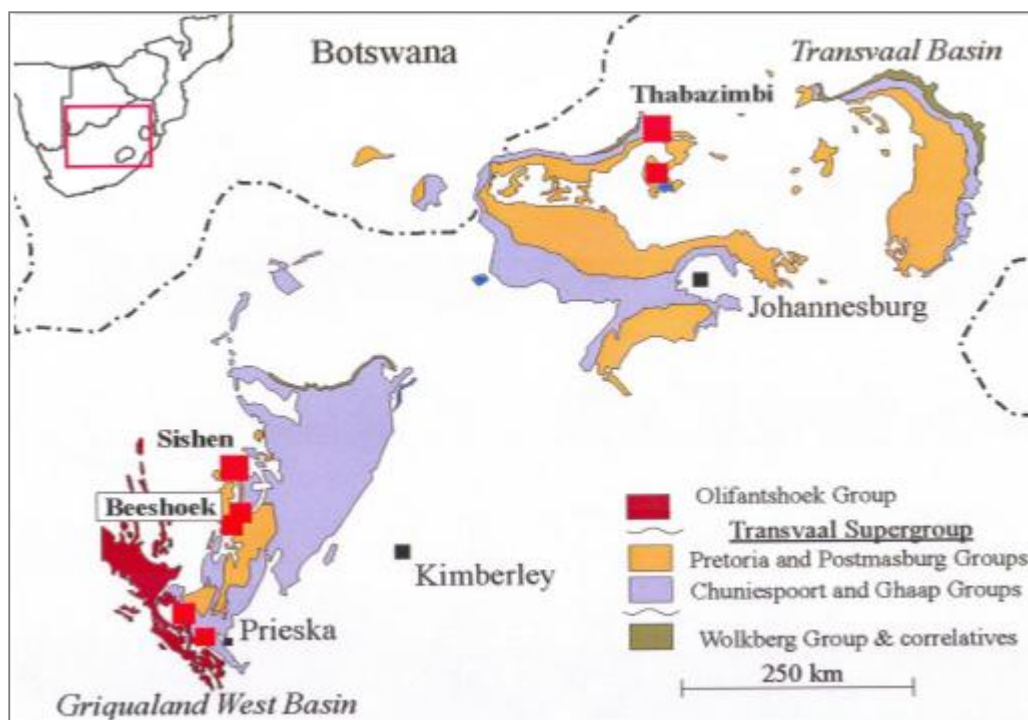 Botswana
Transvaal Basin
Thabazimbi
Johannesburg
Sishen
Beeshoek
Kimberley
Prieska
Griqualand West Basin
Olifantshoek Group
Transvaal Supergroup
Pretoria and Postmasburg Groups
Chuniespoort and Ghaap Groups
Wolkberg Group & correlatives
250 km